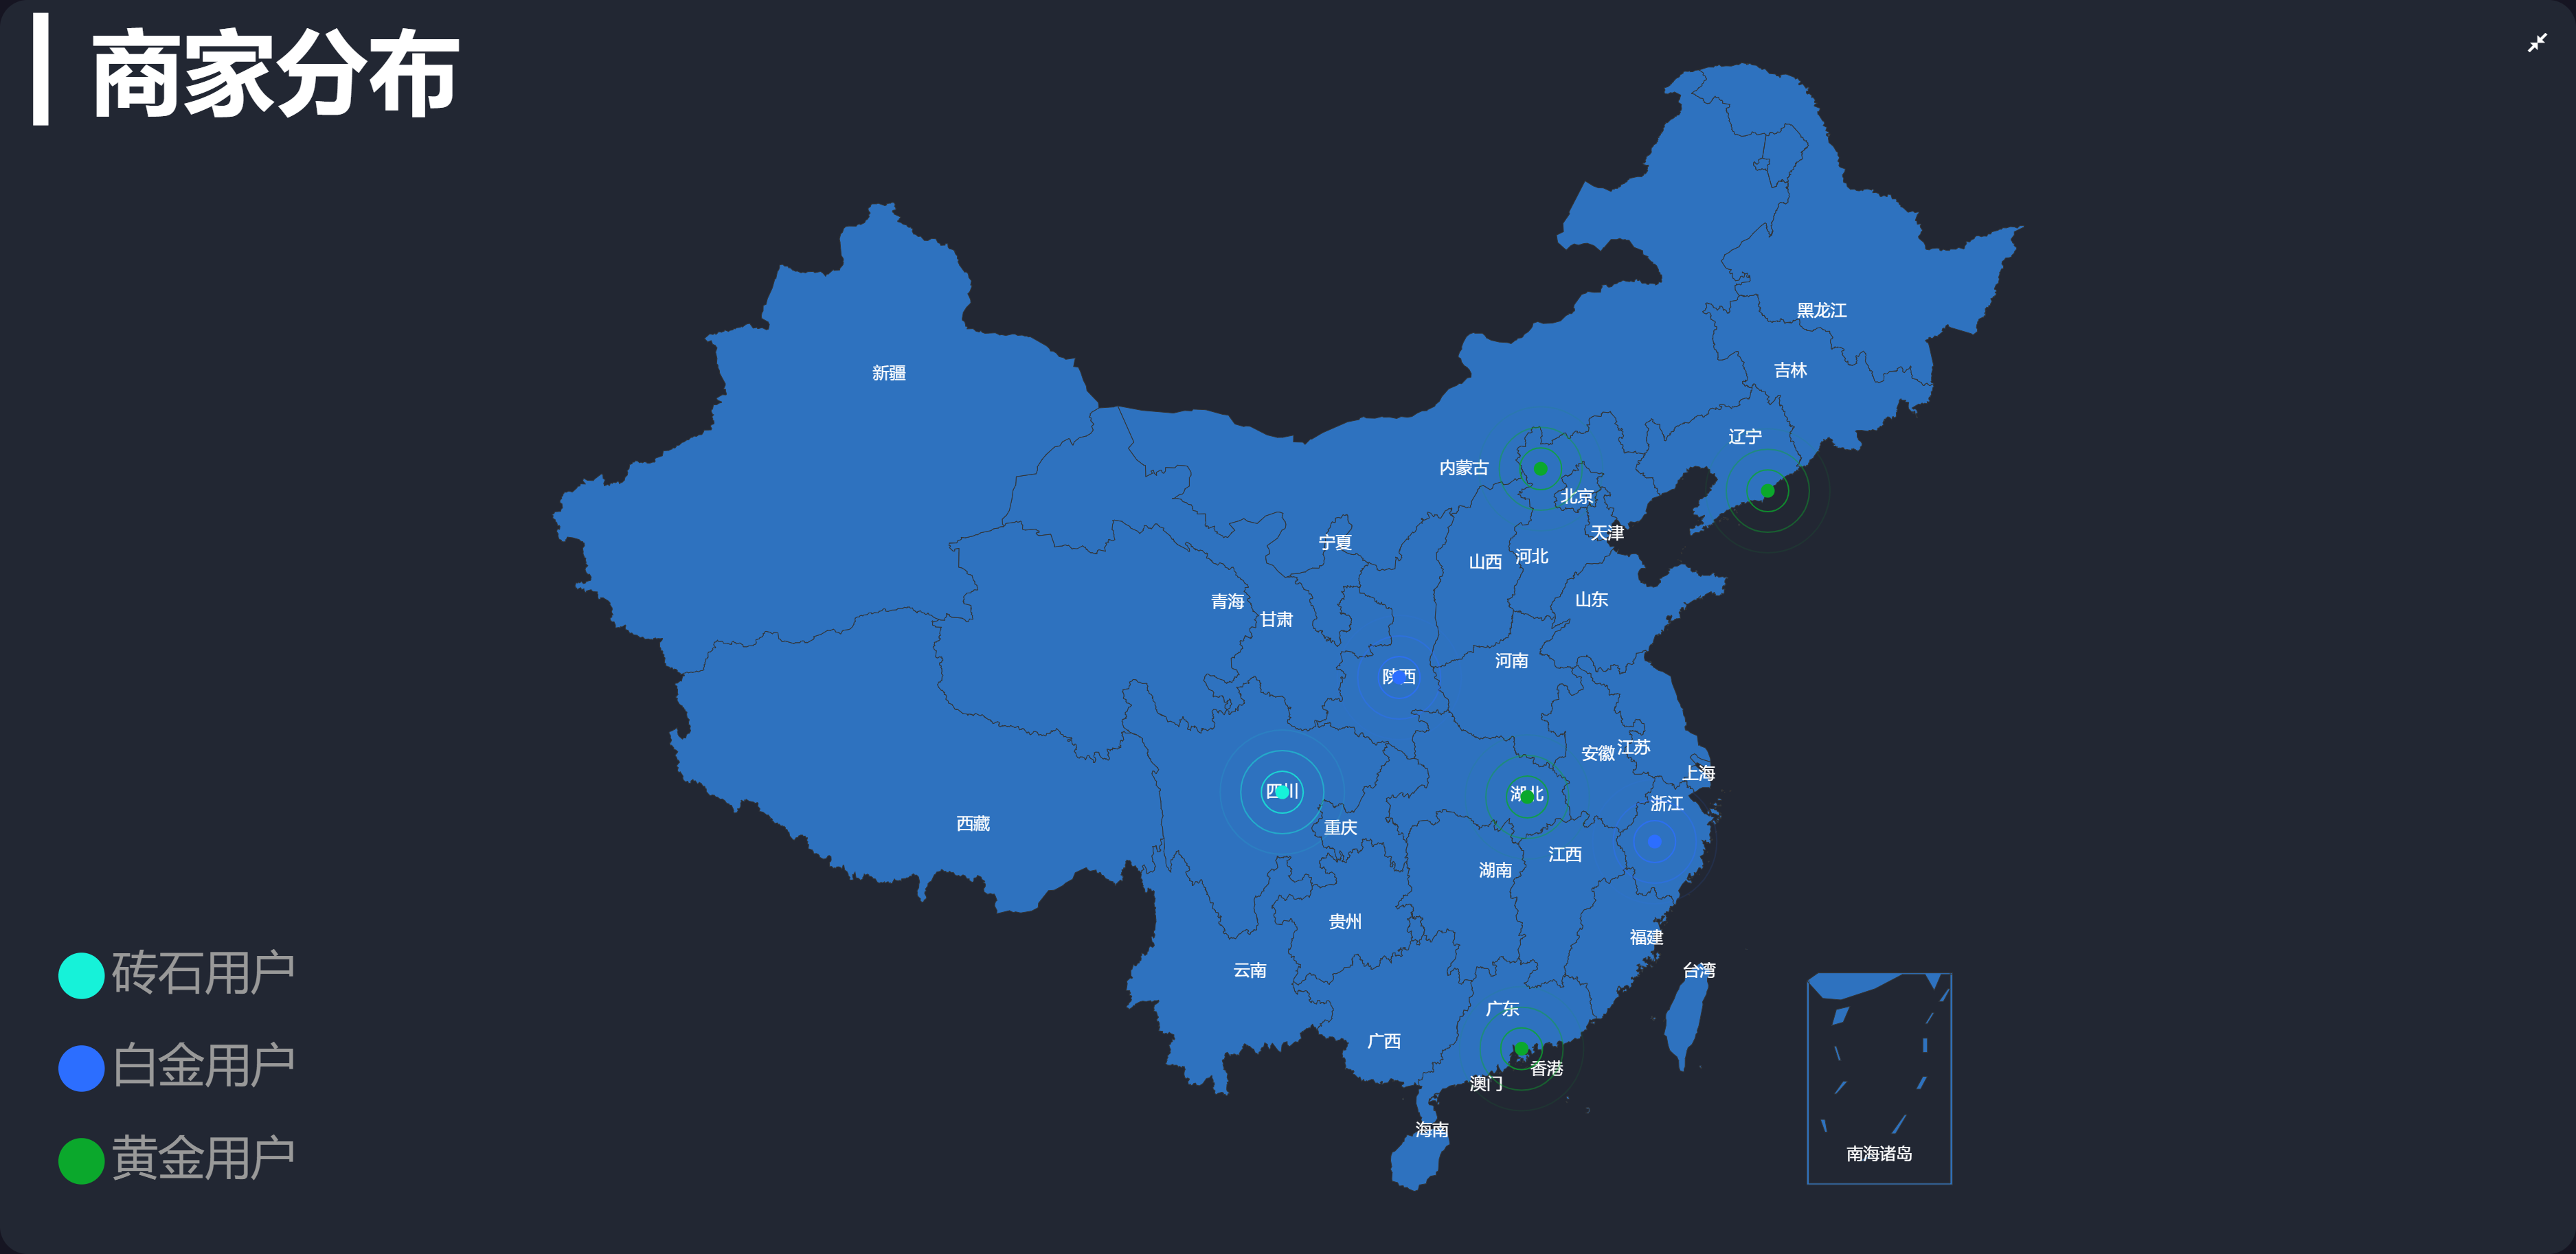 商家分布
黑龙江
吉林
新疆
辽宁
内蒙古
北京
天津
宁夏
山西
河北
山东
青海
甘肃
河南
陕西
安徽
江苏
上海
四川
湖北
浙江
西藏
重庆
江西
湖南
贵州
福建
云南
台湾
广东
广西
香港
澳门
海南
南海诸岛
砖石用户
白金用户
黄金用户